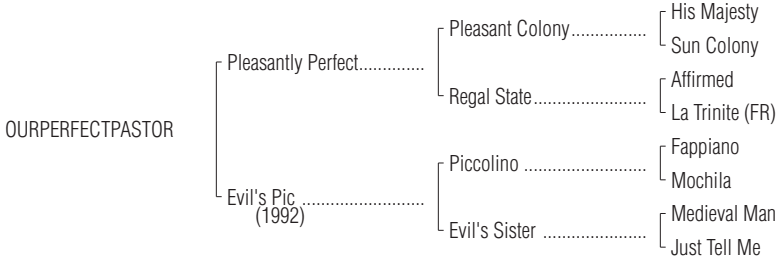 His Majesty
Pleasant Colony................
Sun Colony
Pleasantly Perfect..............
Affirmed
Regal State........................
La Trinite (FR)
OURPERFECTPASTOR
Fappiano
Piccolino ..........................
Mochila
Evil's Pic ..........................
(1992)
Medieval Man
Evil's Sister ......................
Just Tell Me